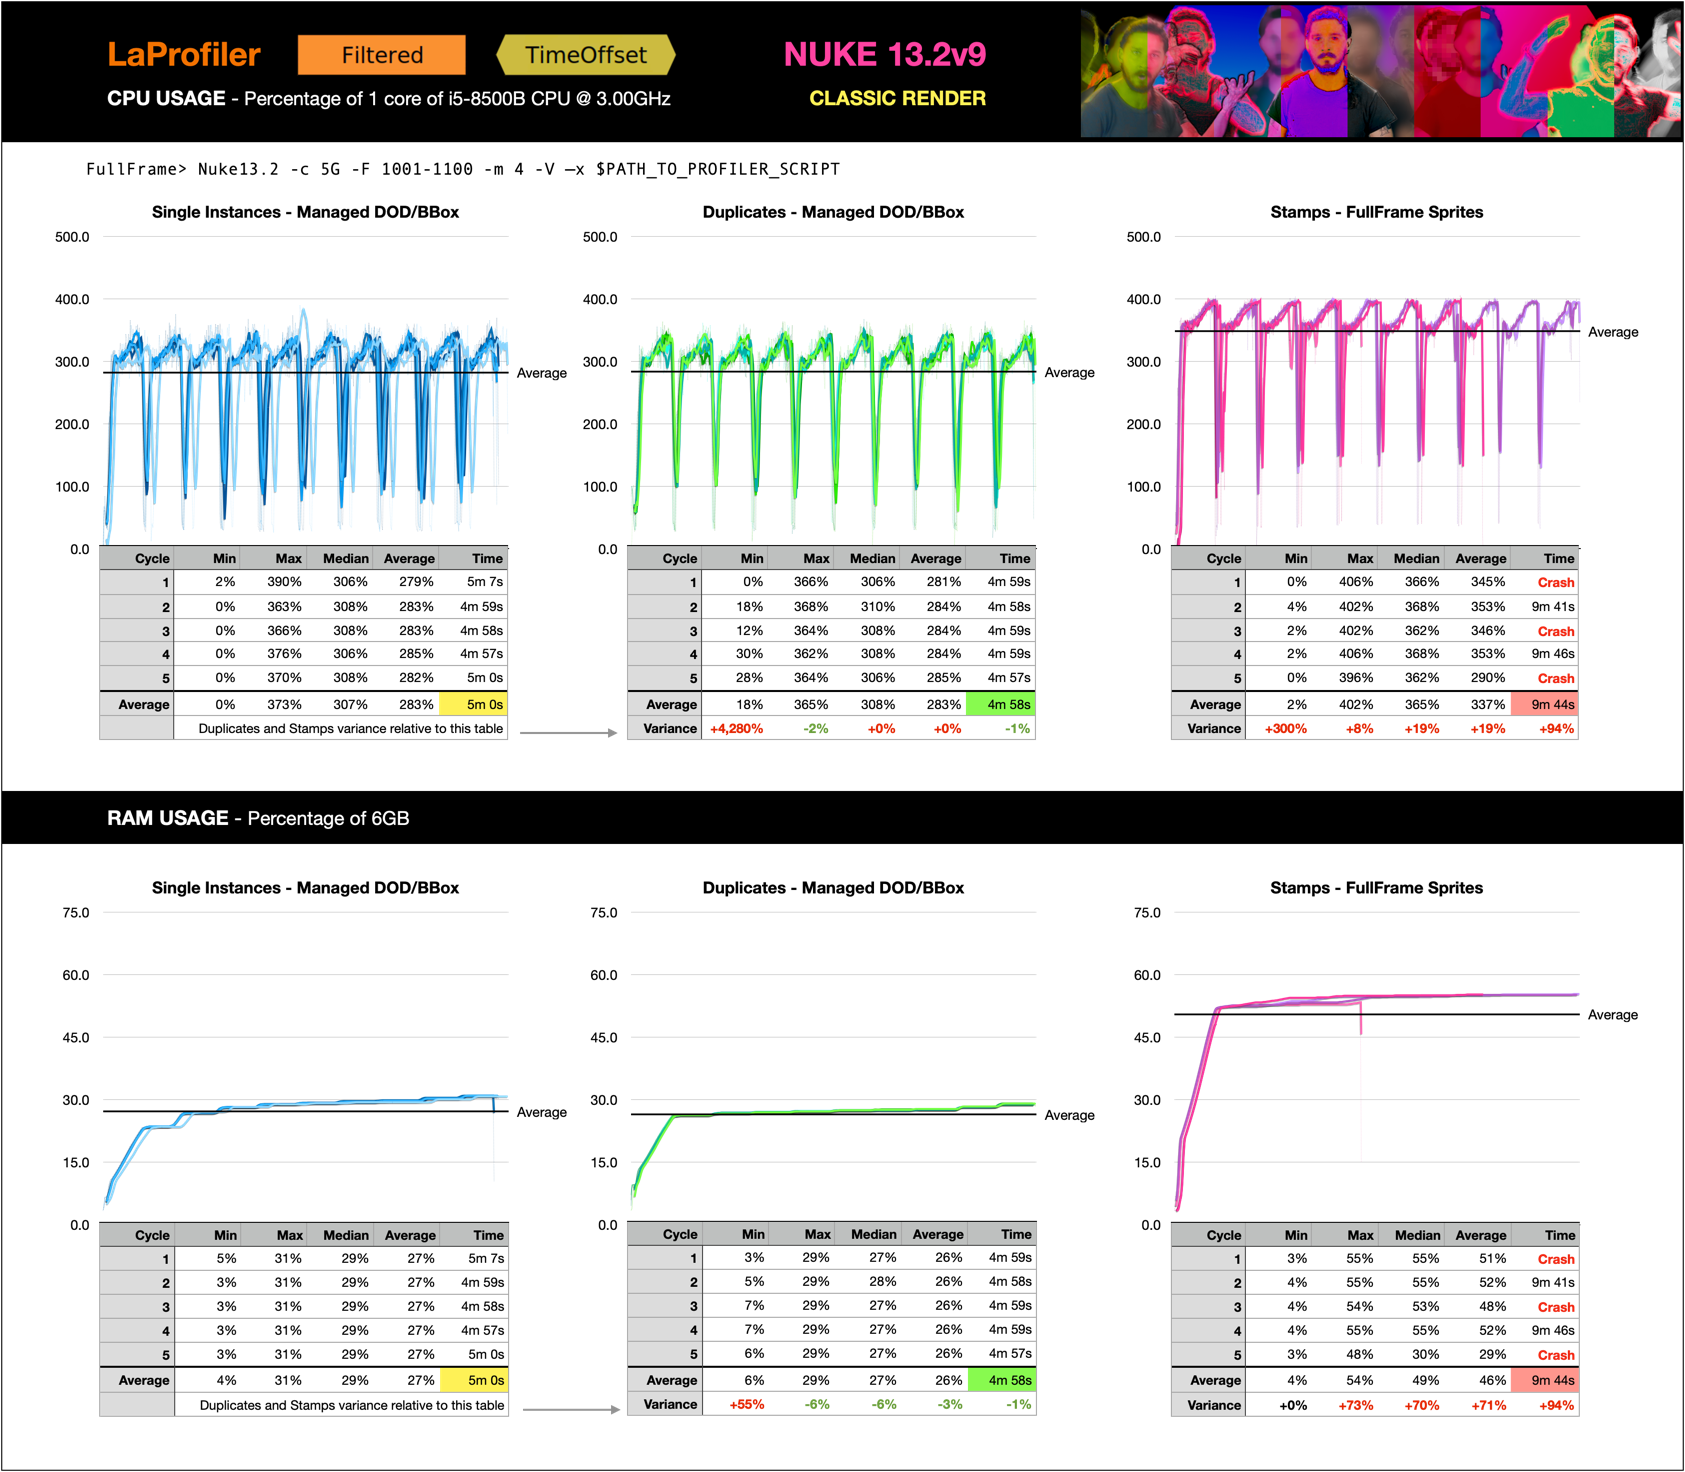 LaProfiler Filtered TimeOffset NUKE 13.2v9
CPU USAGE - Percentage of 1 core of i5-8500B CPU @ 3.00GHz CLASSIC RENDER
FullFrame> Nuke13.2 -c 5G -F 1001-1100 -m 4 -V –x $PATH_TO_PROFILER_SCRIPT
Single Instances - Managed DOD/BBox
500.0
400.0
300.0
200.0
100.0
0.0
Average
Cycle Min Max Median Average Time
1 2% 390% 306% 279% 5m 7s
2 0% 363% 308% 283% 4m 59s
3 0% 366% 308% 283% 4m 58s
4 0% 376% 306% 285% 4m 57s
5 0% 370% 308% 282% 5m 0s
Average 0% 373% 307% 283% 5m 0s
Duplicates and Stamps variance relative to this table
Duplicates - Managed DOD/BBox
500.0
400.0
300.0
200.0
100.0
0.0
Average
Cycle Min Max Median Average Time
1 0% 366% 306% 281% 4m 59s
2 18% 368% 310% 284% 4m 58s
3 12% 364% 308% 284% 4m 59s
4 30% 362% 308% 284% 4m 59s
5 28% 364% 306% 285% 4m 57s
Average 18% 365% 308% 283% 4m 58s
Variance +4,280% -2% +0% +0% -1%
Stamps - FullFrame Sprites
500.0
400.0
300.0
200.0
100.0
0.0
Average
Cycle Min Max Median Average Time
1 0% 406% 366% 345% Crash
2 4% 402% 368% 353% 9m 41s
3 2% 402% 362% 346% Crash
4 2% 406% 368% 353% 9m 46s
5 0% 396% 362% 290% Crash
Average 2% 402% 365% 337% 9m 44s
Variance +300% +8% +19% +19% +94%
RAM USAGE - Percentage of 6GB
Single Instances - Managed DOD/BBox
75.0
60.0
45.0
30.0
15.0
0.0
Average
Cycle Min Max Median Average Time
1 5% 31% 29% 27% 5m 7s
2 3% 31% 29% 27% 4m 59s
3 3% 31% 29% 27% 4m 58s
4 3% 31% 29% 27% 4m 57s
5 3% 31% 29% 27% 5m 0s
Average 4% 31% 29% 27% 5m 0s
Duplicates and Stamps variance relative to this table
Duplicates - Managed DOD/BBox
75.0
60.0
45.0
30.0
15.0
0.0
Average
Cycle Min Max Median Average Time
1 3% 29% 27% 26% 4m 59s
2 5% 29% 28% 26% 4m 58s
3 7% 29% 27% 26% 4m 59s
4 7% 29% 27% 26% 4m 59s
5 6% 29% 27% 26% 4m 57s
Average 6% 29% 27% 26% 4m 58s
Variance +55% -6% -6% -3% -1%
Stamps - FullFrame Sprites
75.0
60.0
45.0
30.0
15.0
0.0
Average
Cycle Min Max Median Average Time
1 3% 55% 55% 51% Crash
2 4% 55% 55% 52% 9m 41s
3 4% 54% 53% 48% Crash
4 4% 55% 55% 52% 9m 46s
5 3% 48% 30% 29% Crash
Average 4% 54% 49% 46% 9m 44s
Variance +0% +73% +70% +71% +94%